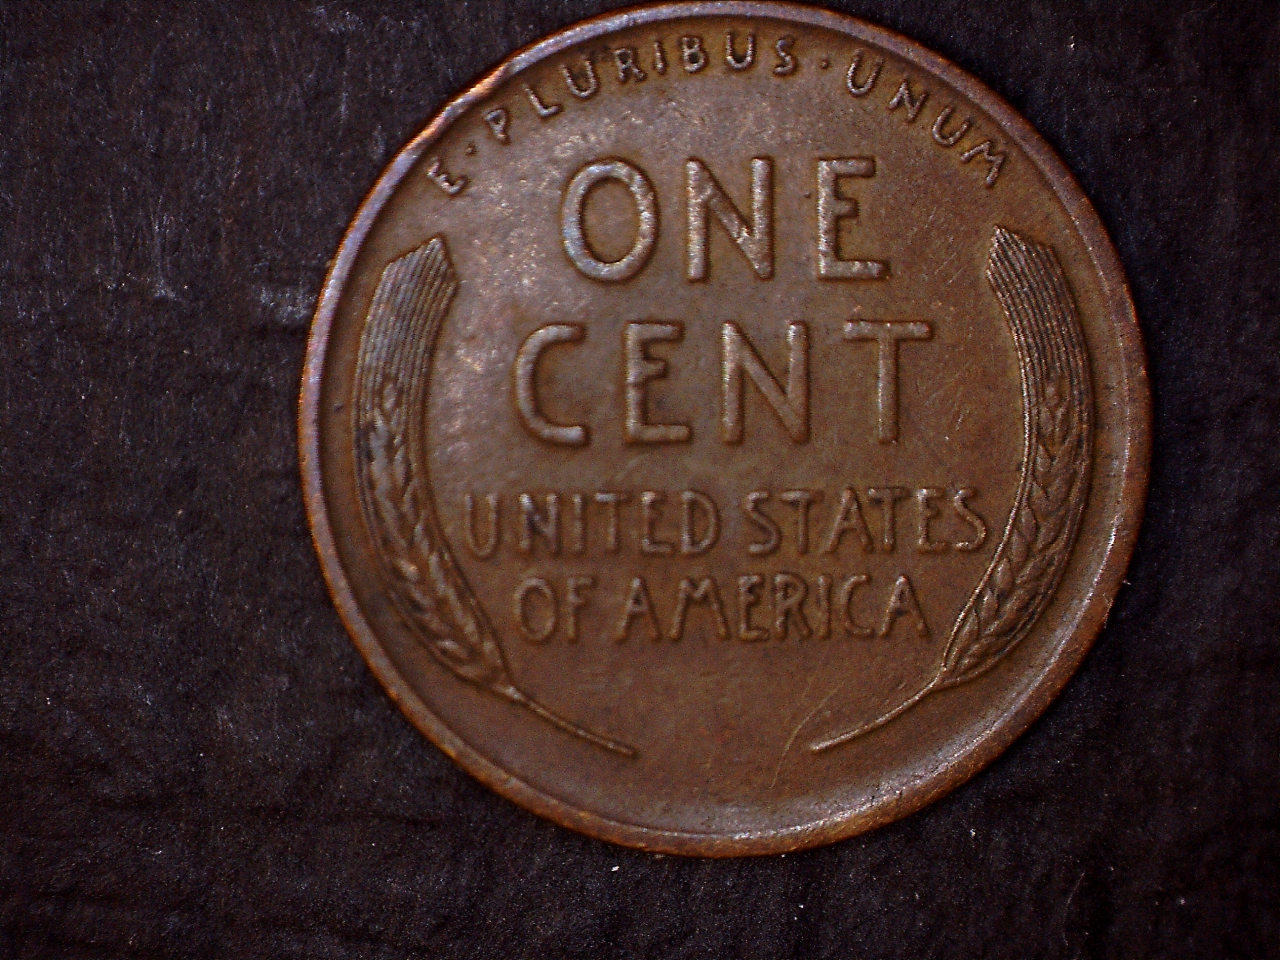 E·PLURIBUS·UNUM
ONE
CENT
UNITED STATES
OF AMERICA